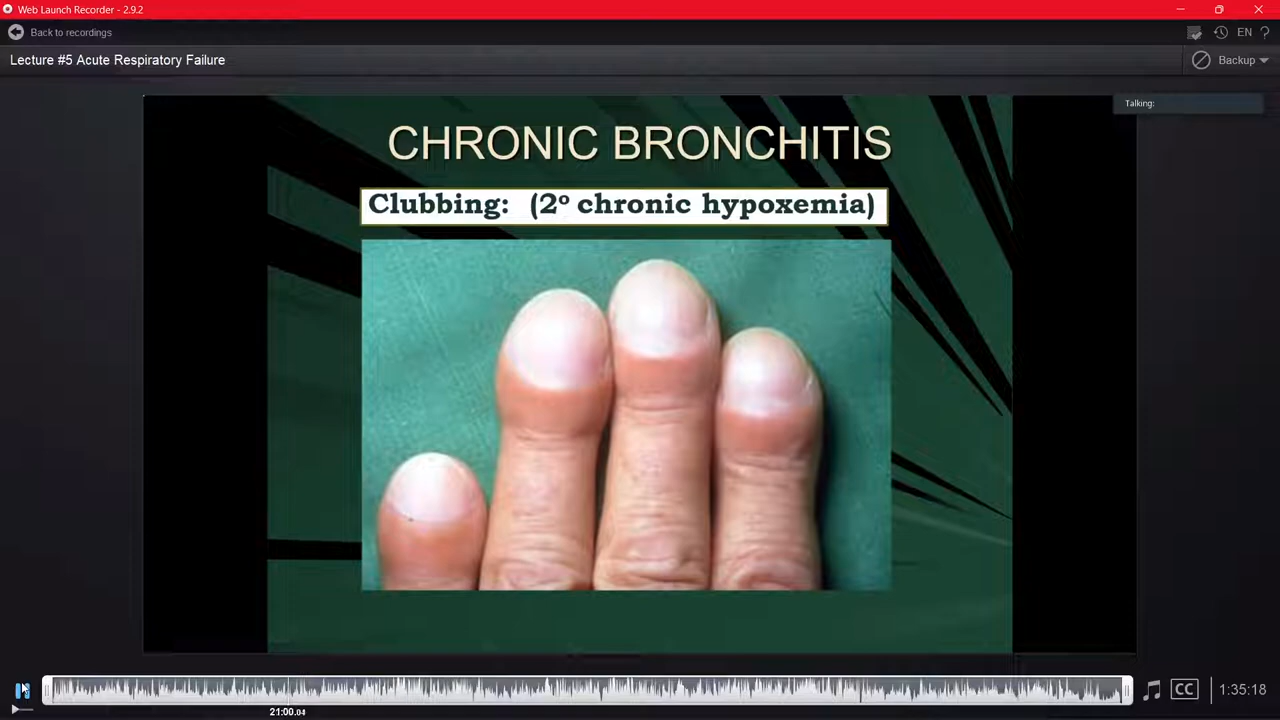 Web Launch Recorder - 2.9.2
Back to recordings
EN ?
Lecture #5 Acute Respiratory Failure
Backup
Talking:
CHRONIC BRONCHITIS
Clubbing: (2º chronic hypoxemia)
CC
1:35:18
21:00.04